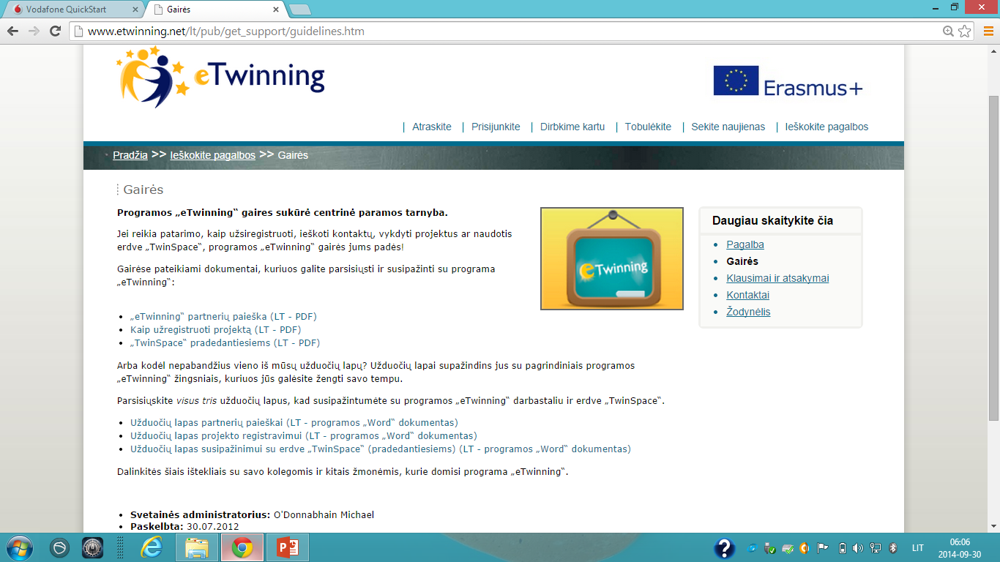 Vodafone QuickStart
Gairės
www.etwinning.net/lt/pub/get_support/guidelines.htm
eTwinning
Erasmus+
| Atraskite | Prisijunkite | Dirbkime kartu | Tobulėkite | Sekite naujienas | Ieškokite pagalbos
Pradžia >> Ieškokite pagalbos >> Gairės
Gairės
Programos „eTwinning“ gaires sukūrė centrinė paramos tarnyba.
Jei reikia patarimo, kaip užsiregistruoti, ieškoti kontaktų, vykdyti projektus ar naudotis
erdve „TwinSpace“, programos „eTwinning“ gairės jums padės!
Gairėse pateikiami dokumentai, kuriuos galite parsisiųsti ir susipažinti su programa
„eTwinning“:
eTwinning
Daugiau skaitykite čia
• Pagalba
• Gairės
• Klausimai ir atsakymai
• Kontaktai
• Žodynėlis
• „eTwinning“ partnerių paieška (LT - PDF)
• Kaip užregistruoti projektą (LT - PDF)
• „TwinSpace“ pradedantiesiems (LT - PDF)
Arba kodėl nepabandžius vieno iš mūsų užduočių lapų? Užduočių lapai supažindins jus su pagrindiniais programos
„eTwinning“ žingsniais, kuriuos jūs galėsite žengti savo tempu.
Parsisiųskite visus tris užduočių lapus, kad susipažintumėte su programos „eTwinning“ darbastaliu ir erdve „TwinSpace“.
• Užduočių lapas partnerių paieškai (LT - programos „Word“ dokumentas)
• Užduočių lapas projekto registravimui (LT - programos „Word“ dokumentas)
• Užduočių lapas susipažinimui su erdve „TwinSpace“ (pradedantiesiems) (LT - programos „Word“ dokumentas)
Dalinkitės šiais ištekliais su savo kolegomis ir kitais žmonėmis, kurie domisi programa „eTwinning“.
• Svetainės administratorius: O'Donnabhain Michael
• Paskelbta: 30.07.2012
LIT
06:06
2014-09-30